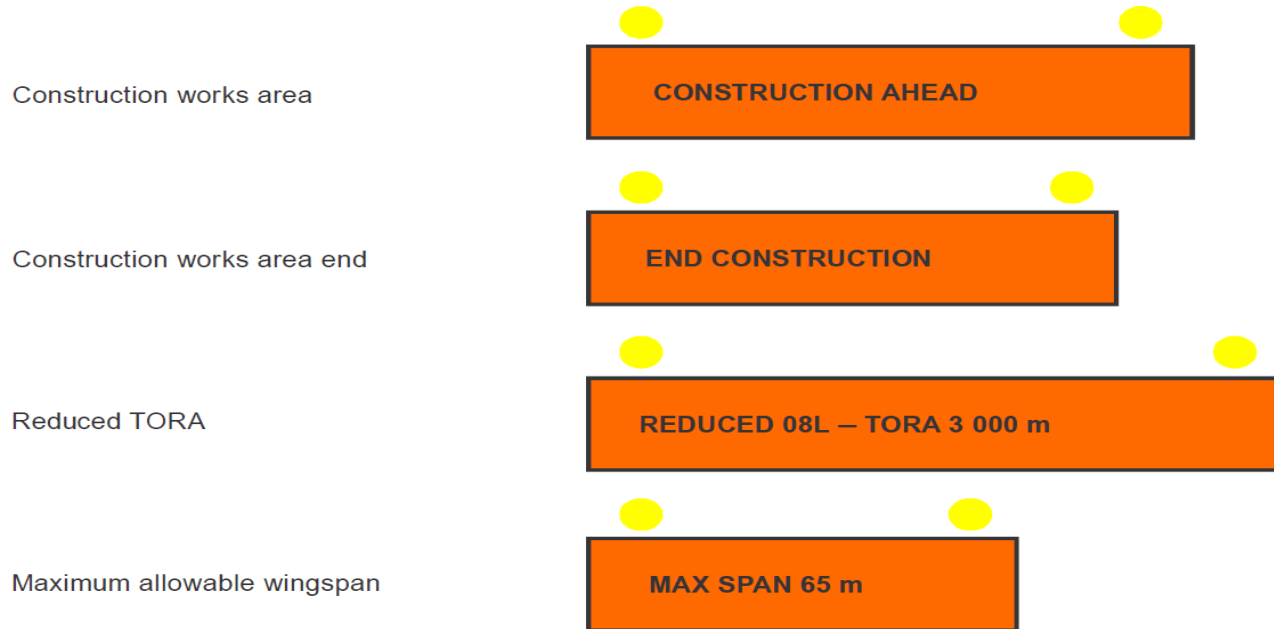 Construction works area
CONSTRUCTION AHEAD
Construction works area end
END CONSTRUCTION
Reduced TORA
REDUCED 08L – TORA 3 000 m
Maximum allowable wingspan
MAX SPAN 65 m